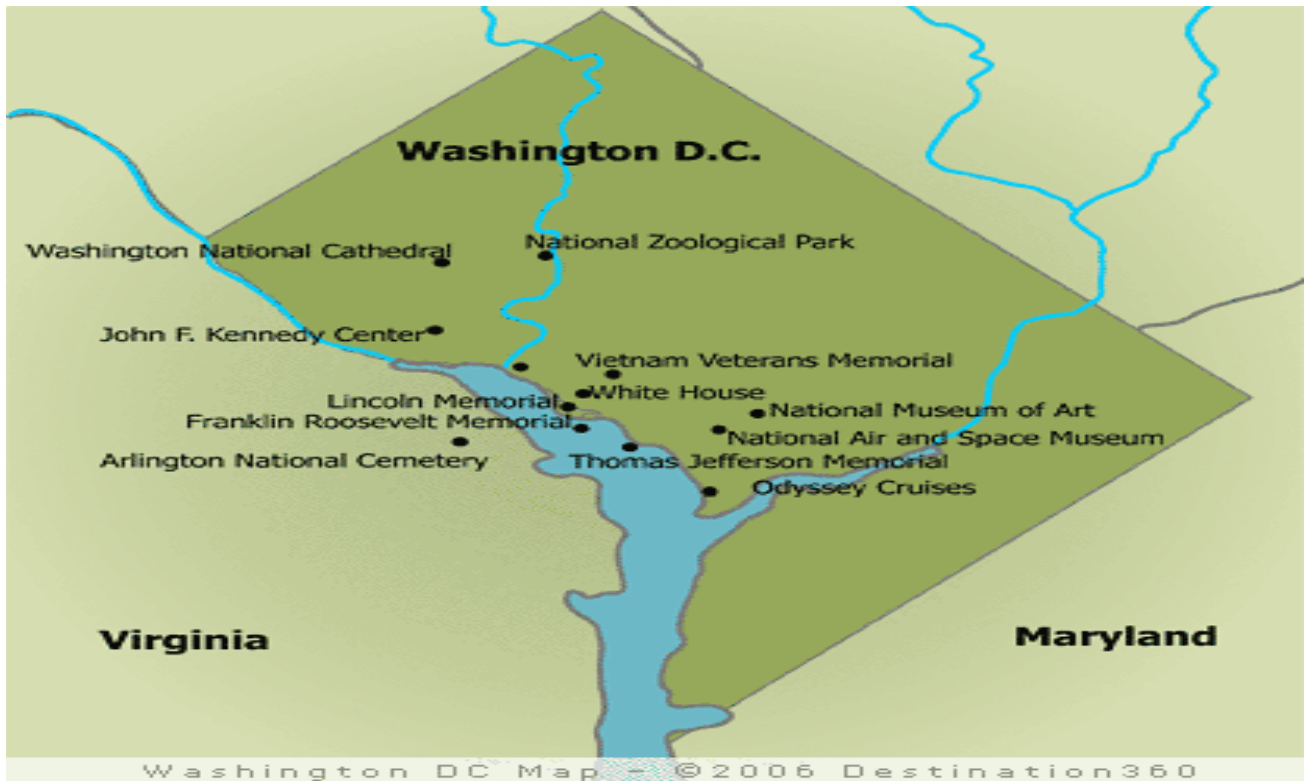 Washington D.C.
National Zoological Park
Washington National Cathedral
John F. Kennedy Center
Vietnam Veterans Memorial
White House
Lincoln Memorial
National Museum of Art
Franklin Roosevelt Memorial
National Air and Space Museum
Arlington National Cemetery
Thomas Jefferson Memorial
Odyssey Cruises
Virginia
Maryland
Washington DC Map - ©2006 Destination360